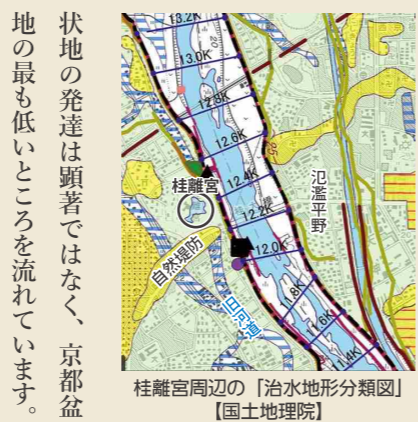 状地の発達は顕著ではなく、京都盆
地の最も低いところを流れています。
13.2K
13.0K
12.8K
12.6K
12.4K
12.2K
12.0K
11.8K
11.6K
11.4K
桂離宮
氾濫平野
自然堤防
旧河道
桂離宮周辺の「治水地形分類図」
【国土地理院】